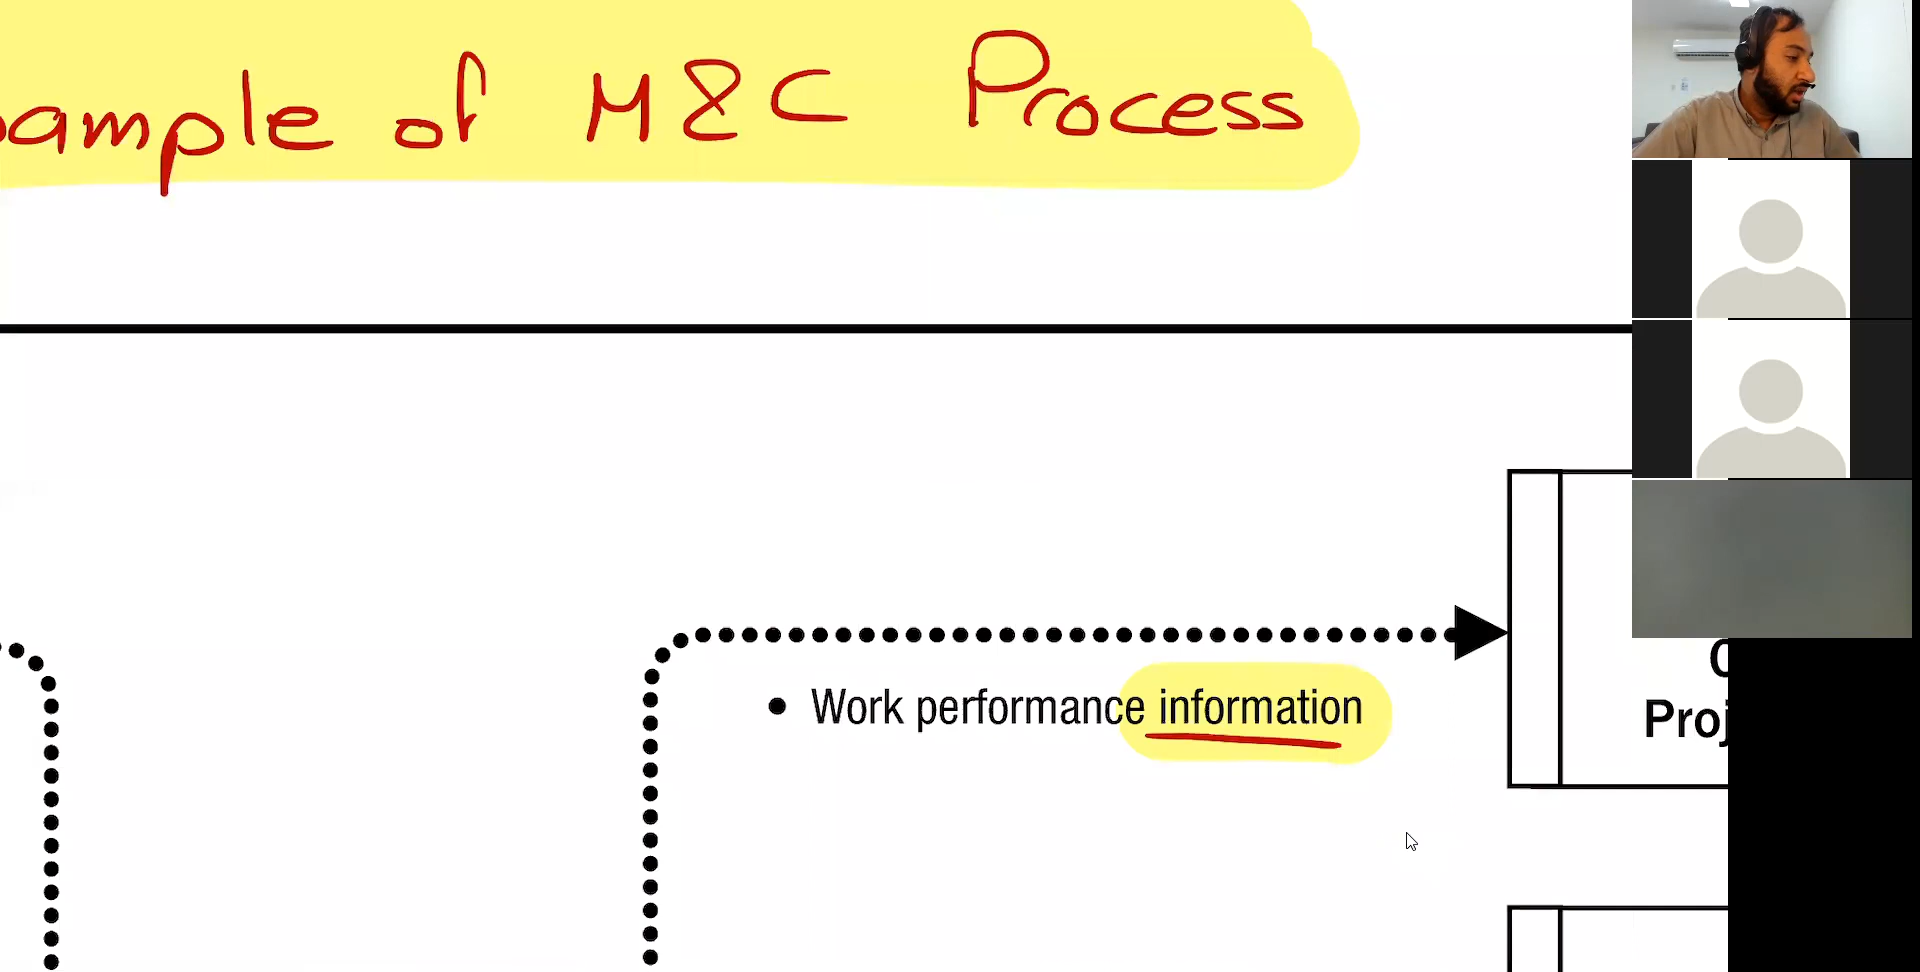 ample of M&C Process
• Work performance information
Proj